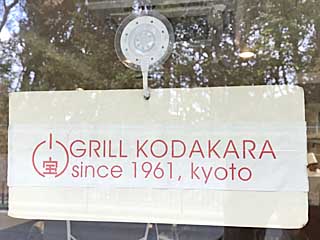 宝
GRILL KODAKARA
since 1961, kyoto